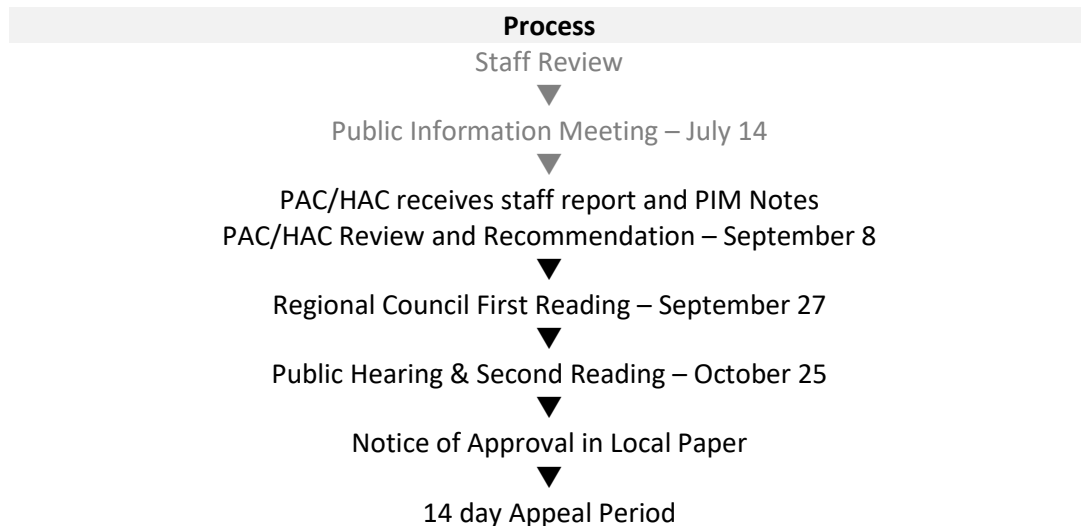 Process
Staff Review
Public Information Meeting – July 14
PAC/HAC receives staff report and PIM Notes
PAC/HAC Review and Recommendation – September 8
Regional Council First Reading – September 27
Public Hearing & Second Reading – October 25
Notice of Approval in Local Paper
14 day Appeal Period